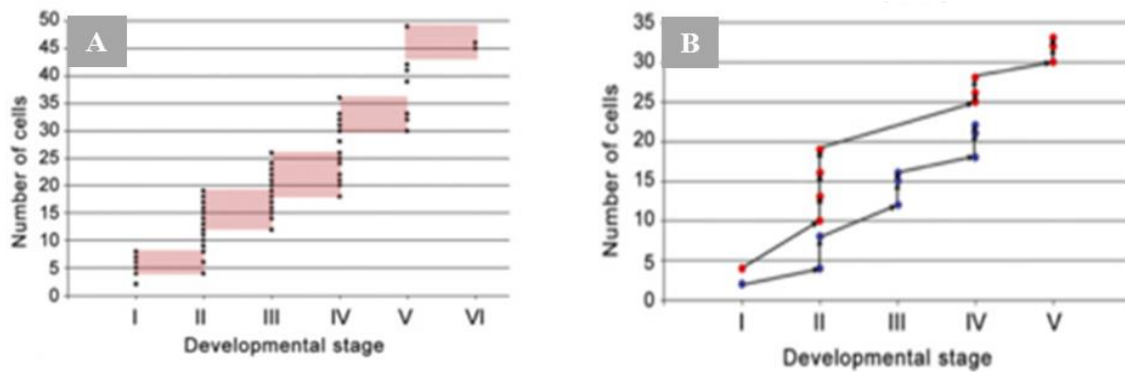 A
Number of cells
50
45
40
35
30
25
20
15
10
5
0
I II III IV V VI
Developmental stage
B
Number of cells
35
30
25
20
15
10
5
0
I II III IV V
Developmental stage